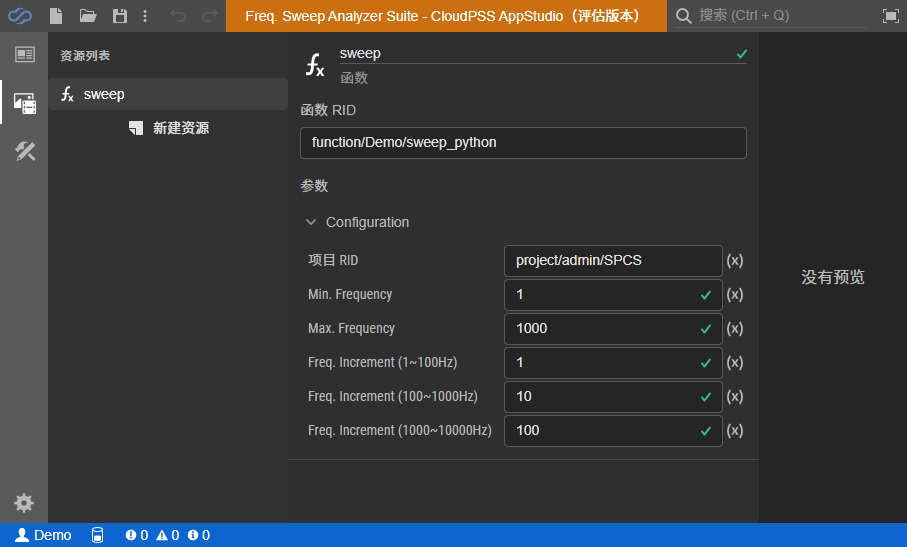 Freq. Sweep Analyzer Suite - CloudPSS AppStudio（评估版本）
搜索 (Ctrl + Q)
资源列表
sweep
新建资源
sweep
函数
函数 RID
function/Demo/sweep_python
参数
Configuration
项目 RID
project/admin/SPCS
(x)
Min. Frequency
1
(x)
Max. Frequency
1000
(x)
Freq. Increment (1~100Hz)
1
(x)
Freq. Increment (100~1000Hz)
10
(x)
Freq. Increment (1000~10000Hz)
100
(x)
没有预览
Demo
0
0
0